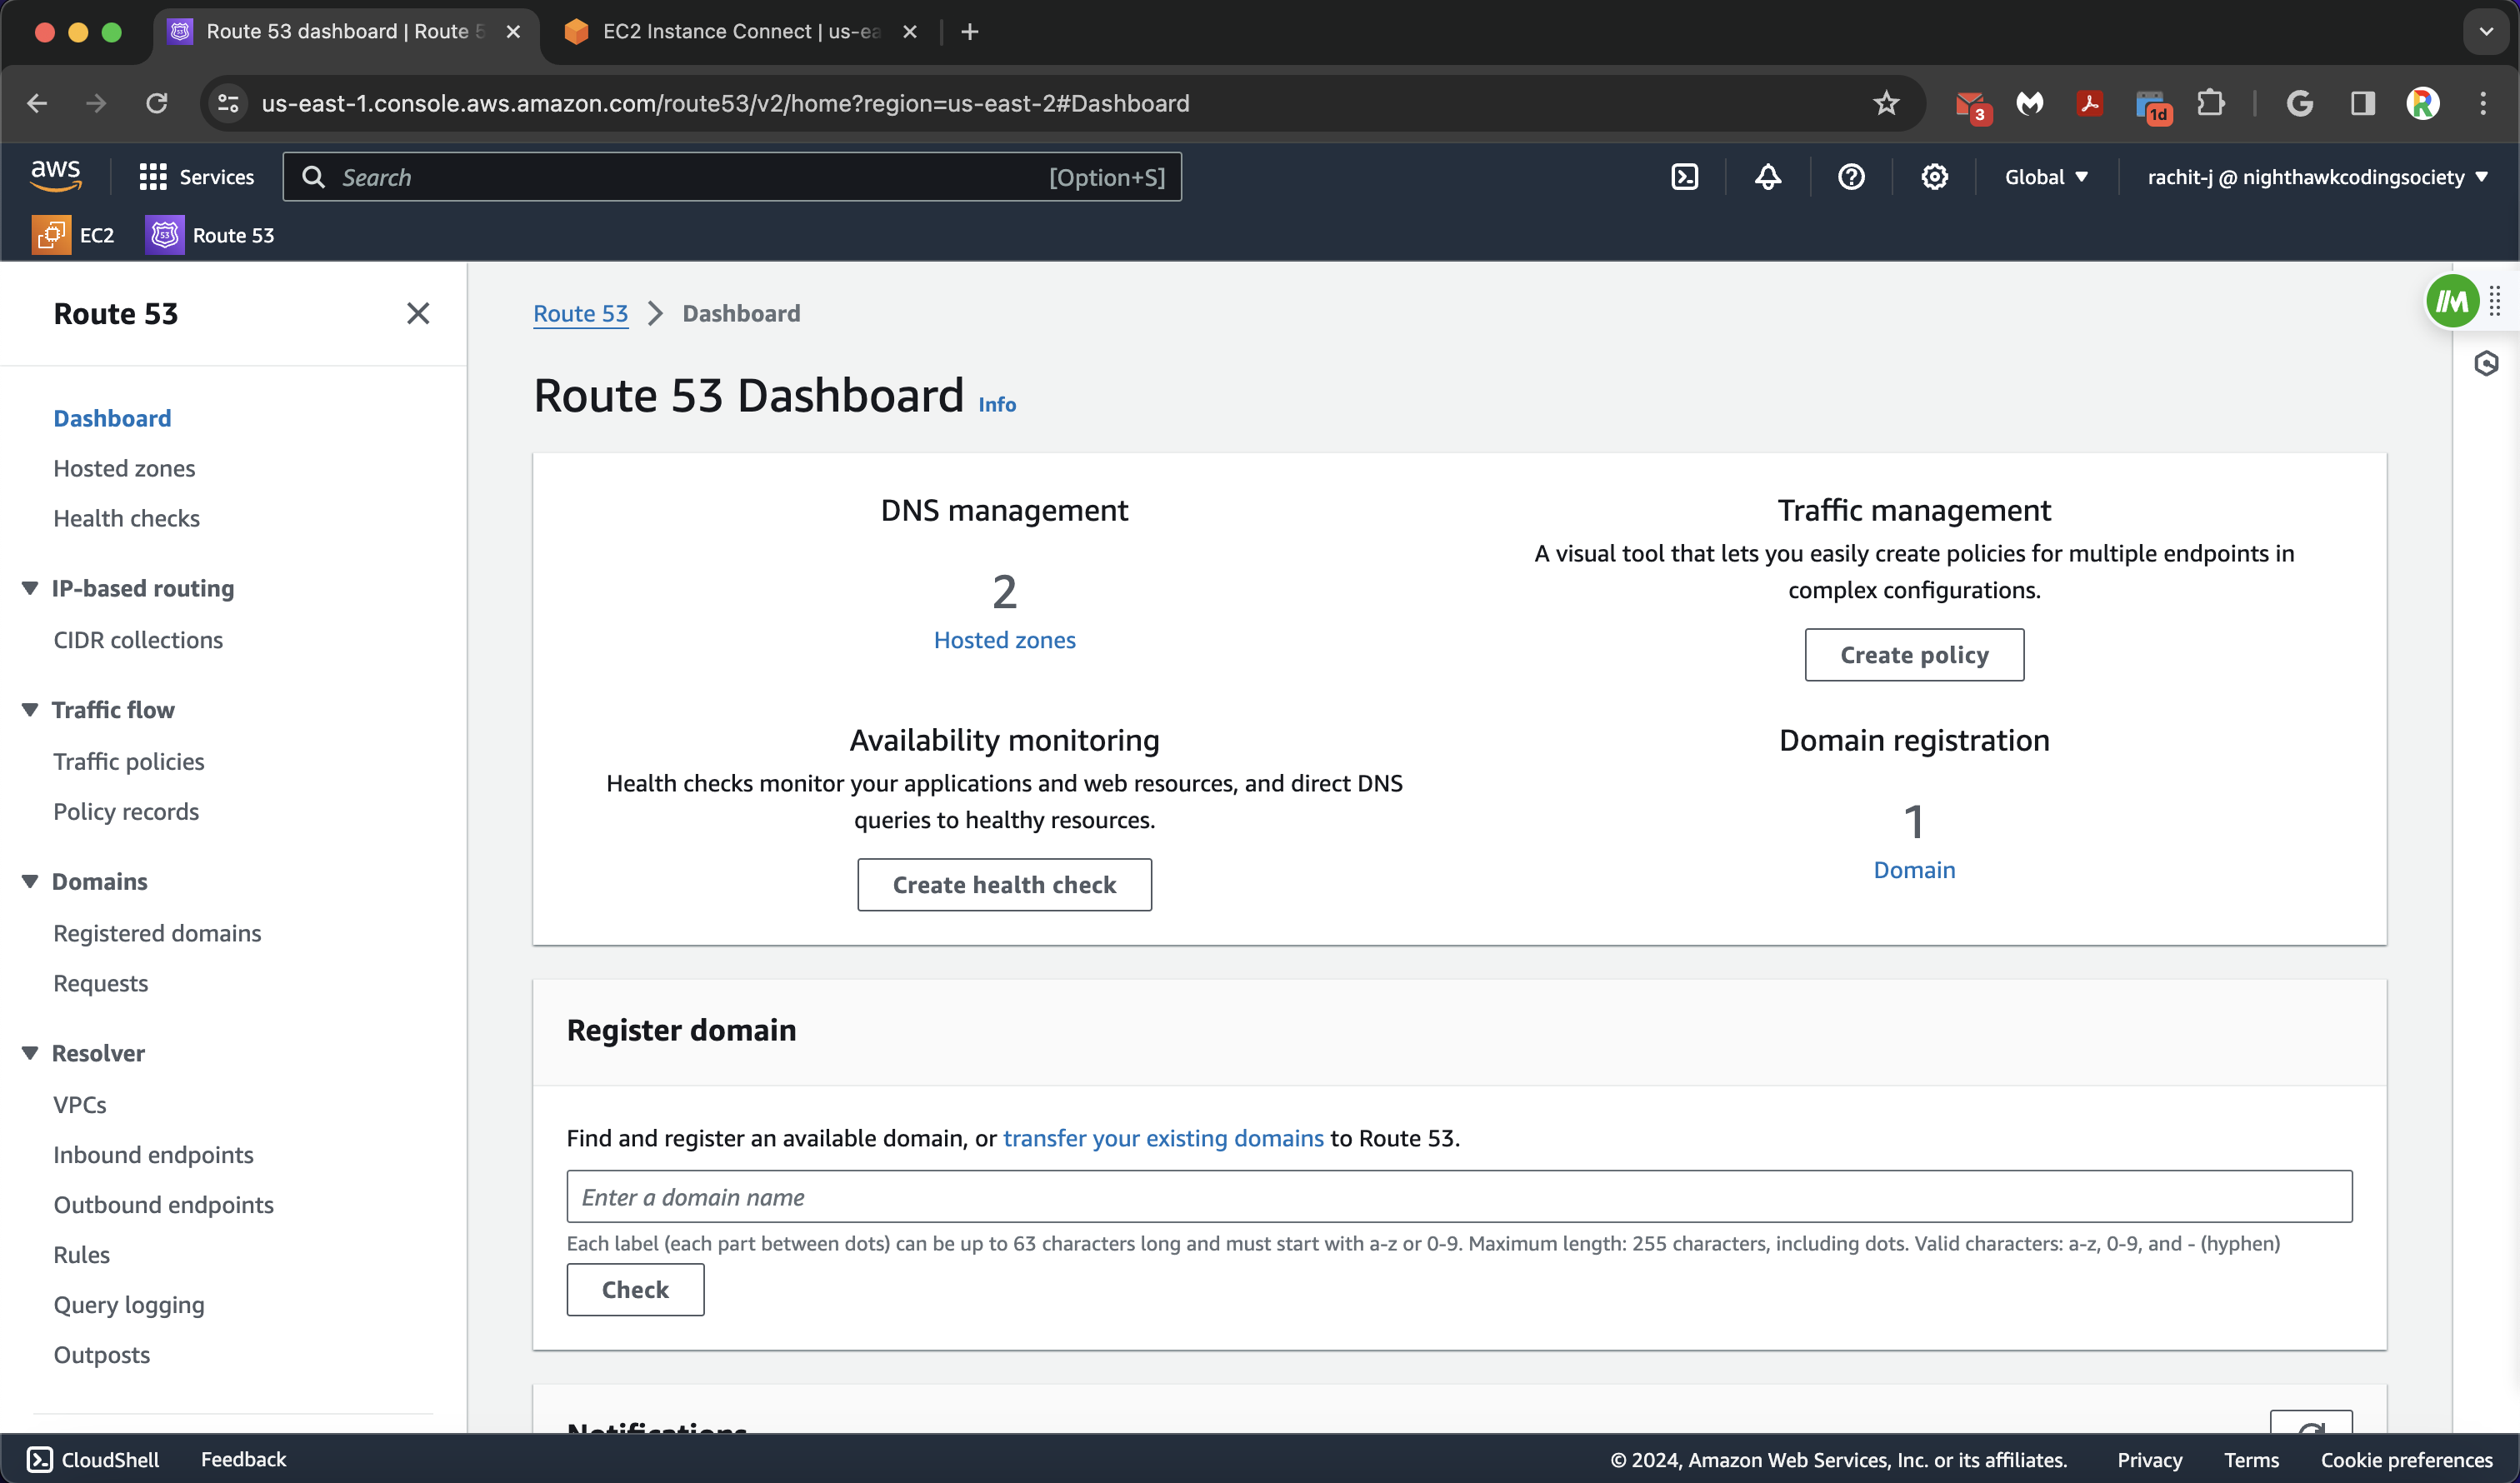 Route 53 dashboard | Route 5
EC2 Instance Connect | us-ea
us-east-1.console.aws.amazon.com/route53/v2/home?region=us-east-2#Dashboard
3
1d
G
R
aws
Services
Search
[Option+S]
Global
rachit-j @ nighthawkcodingsociety
EC2
53
Route 53
Route 53
Dashboard
Hosted zones
Health checks
IP-based routing
CIDR collections
Traffic flow
Traffic policies
Policy records
Domains
Registered domains
Requests
Resolver
VPCs
Inbound endpoints
Outbound endpoints
Rules
Query logging
Outposts
Route 53 > Dashboard
Route 53 Dashboard Info
DNS management
2
Hosted zones
Traffic management
A visual tool that lets you easily create policies for multiple endpoints in
complex configurations.
Create policy
Availability monitoring
Health checks monitor your applications and web resources, and direct DNS
queries to healthy resources.
Create health check
Domain registration
1
Domain
Register domain
Find and register an available domain, or transfer your existing domains to Route 53.
Enter a domain name
Each label (each part between dots) can be up to 63 characters long and must start with a-z or 0-9. Maximum length: 255 characters, including dots. Valid characters: a-z, 0-9, and - (hyphen)
Check
Notifications
CloudShell
Feedback
© 2024, Amazon Web Services, Inc. or its affiliates.
Privacy
Terms
Cookie preferences